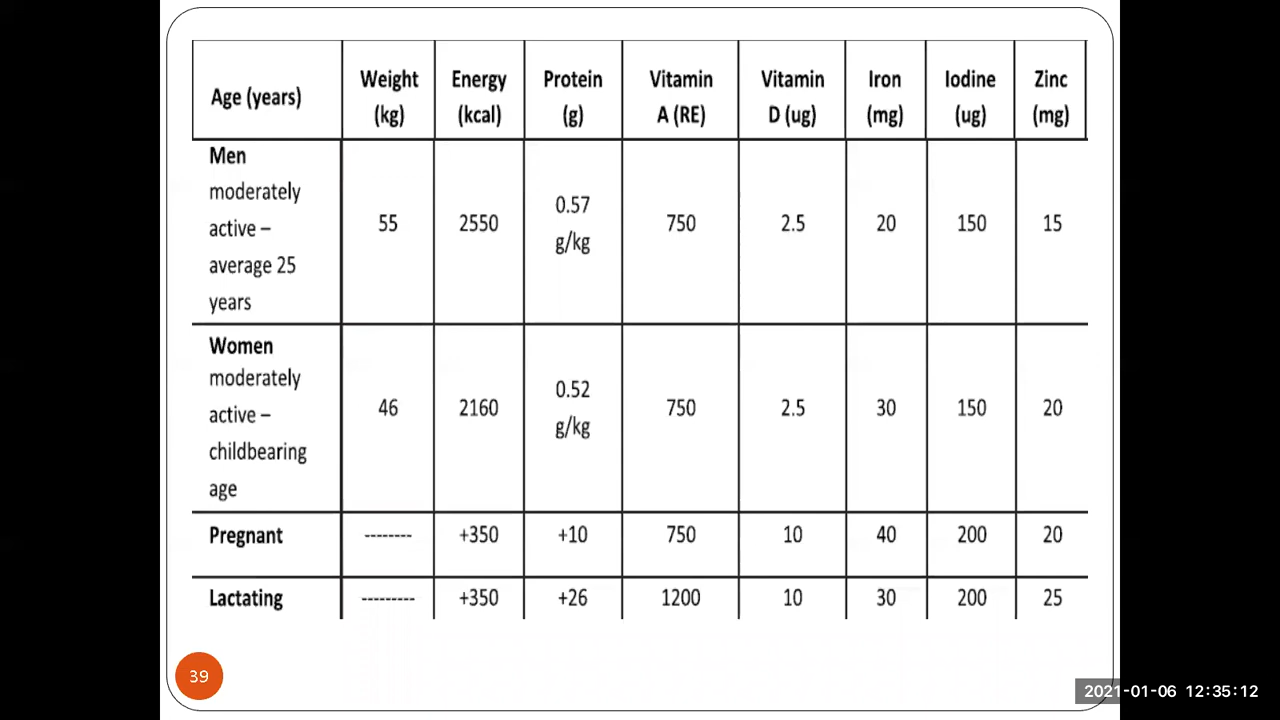 Age (years) Weight (kg) Energy (kcal) Protein (g) Vitamin A (RE) Vitamin D (ug) Iron (mg) Iodine (ug) Zinc (mg)
Men moderately active – average 25 years 55 2550 0.57 g/kg 750 2.5 20 150 15
Women moderately active – childbearing age 46 2160 0.52 g/kg 750 2.5 30 150 20
Pregnant -------- +350 +10 750 10 40 200 20
Lactating --------- +350 +26 1200 10 30 200 25
39
2021-01-06 12:35:12